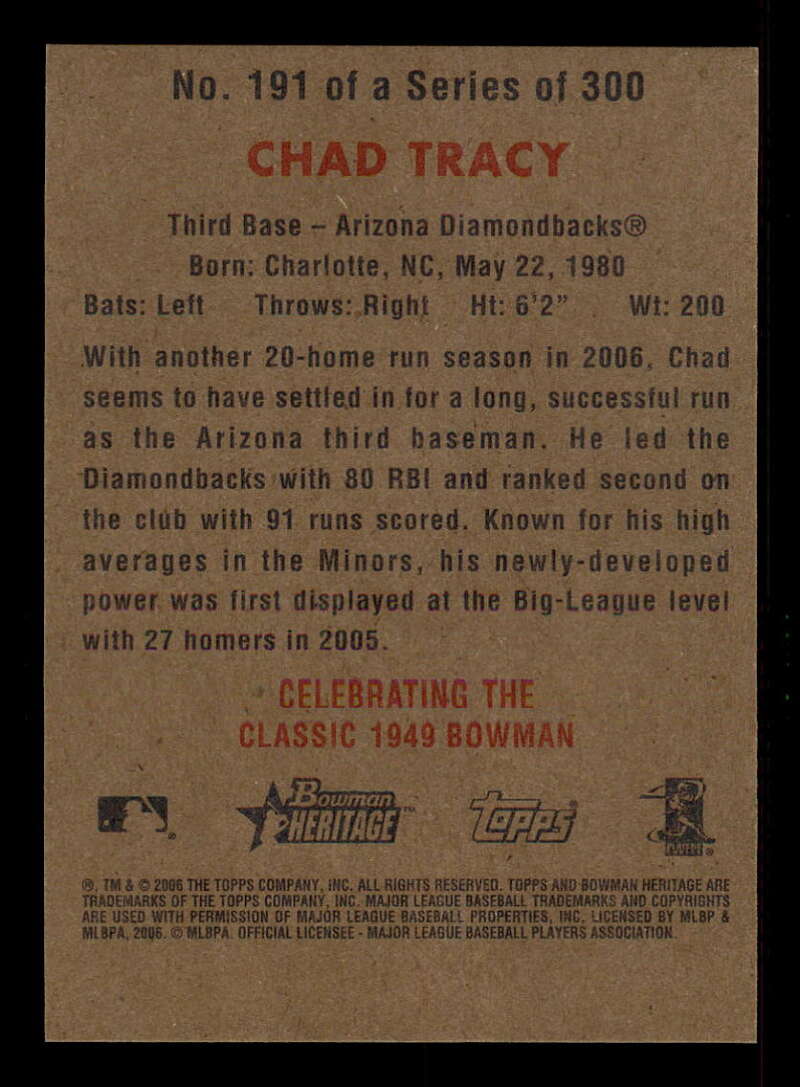 No. 191 of a Series of 300
CHAD TRACY
Third Base – Arizona Diamondbacks®
Born: Charlotte, NC, May 22, 1980
Bats: Left Throws: Right Ht: 6'2" Wt: 200
With another 20-home run season in 2006, Chad
seems to have settled in for a long, successful run
as the Arizona third baseman. He led the
Diamondbacks with 80 RBI and ranked second on
the club with 91 runs scored. Known for his high
averages in the Minors, his newly-developed
power was first displayed at the Big-League level
with 27 homers in 2005.
CELEBRATING THE
CLASSIC 1949 BOWMAN
Bowman
HERITAGE™
Topps
®, TM & © 2006 THE TOPPS COMPANY, INC. ALL RIGHTS RESERVED. TOPPS AND BOWMAN HERITAGE ARE
TRADEMARKS OF THE TOPPS COMPANY, INC. MAJOR LEAGUE BASEBALL TRADEMARKS AND COPYRIGHTS
ARE USED WITH PERMISSION OF MAJOR LEAGUE BASEBALL PROPERTIES, INC. LICENSED BY MLBP &
MLBPA, 2006. © MLBPA. OFFICIAL LICENSEE - MAJOR LEAGUE BASEBALL PLAYERS ASSOCIATION.